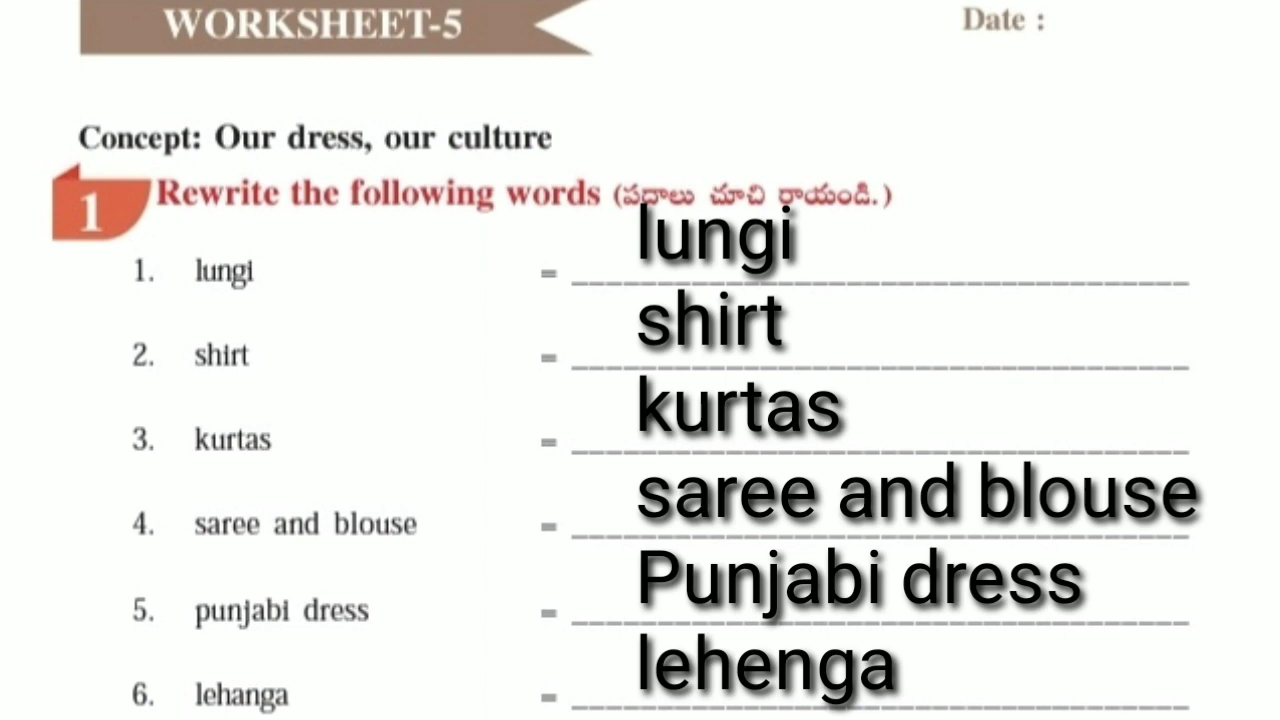 WORKSHEET-5
Date :
Concept: Our dress, our culture
1 Rewrite the following words (పదాలు చూచి రాయండి.)
1. lungi = lungi
2. shirt = shirt
3. kurtas = kurtas
4. saree and blouse = saree and blouse
5. punjabi dress = Punjabi dress
6. lehanga = lehenga